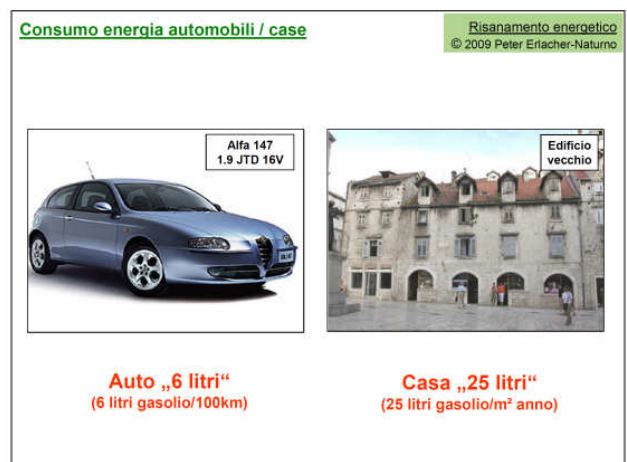 Consumo energia automobili / case
Risanamento energetico
© 2009 Peter Erlacher-Naturno
Alfa 147
1.9 JTD 16V
Edificio
vecchio
Auto „6 litri“
(6 litri gasolio/100km)
Casa „25 litri“
(25 litri gasolio/m² anno)